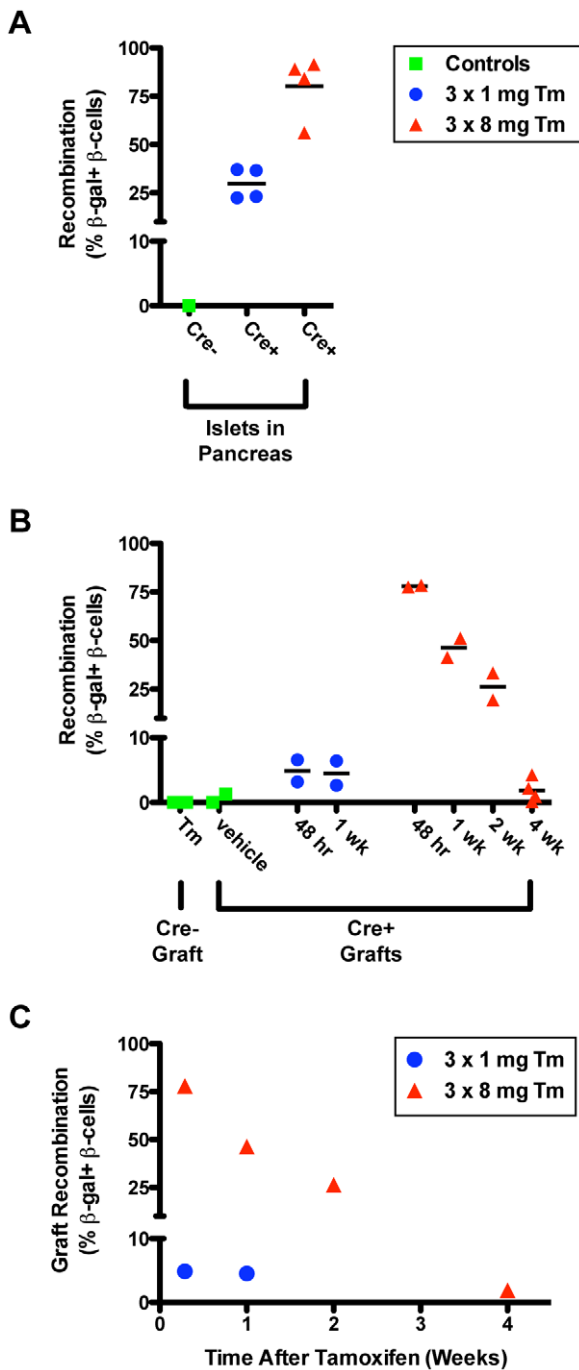 A
Recombination
(% β-gal+ β-cells)
100
75
50
25
10
0
Cre-
Cre+
Cre+
Islets in
Pancreas
Controls
3 x 1 mg Tm
3 x 8 mg Tm
B
Recombination
(% β-gal+ β-cells)
100
75
50
25
10
0
Tm
vehicle
48 hr
1 wk
48 hr
1 wk
2 wk
4 wk
Cre-
Graft
Cre+
Grafts
C
Graft Recombination
(% β-gal+ β-cells)
100
75
50
25
10
0
0
1
2
3
4
Time After Tamoxifen (Weeks)
3 x 1 mg Tm
3 x 8 mg Tm